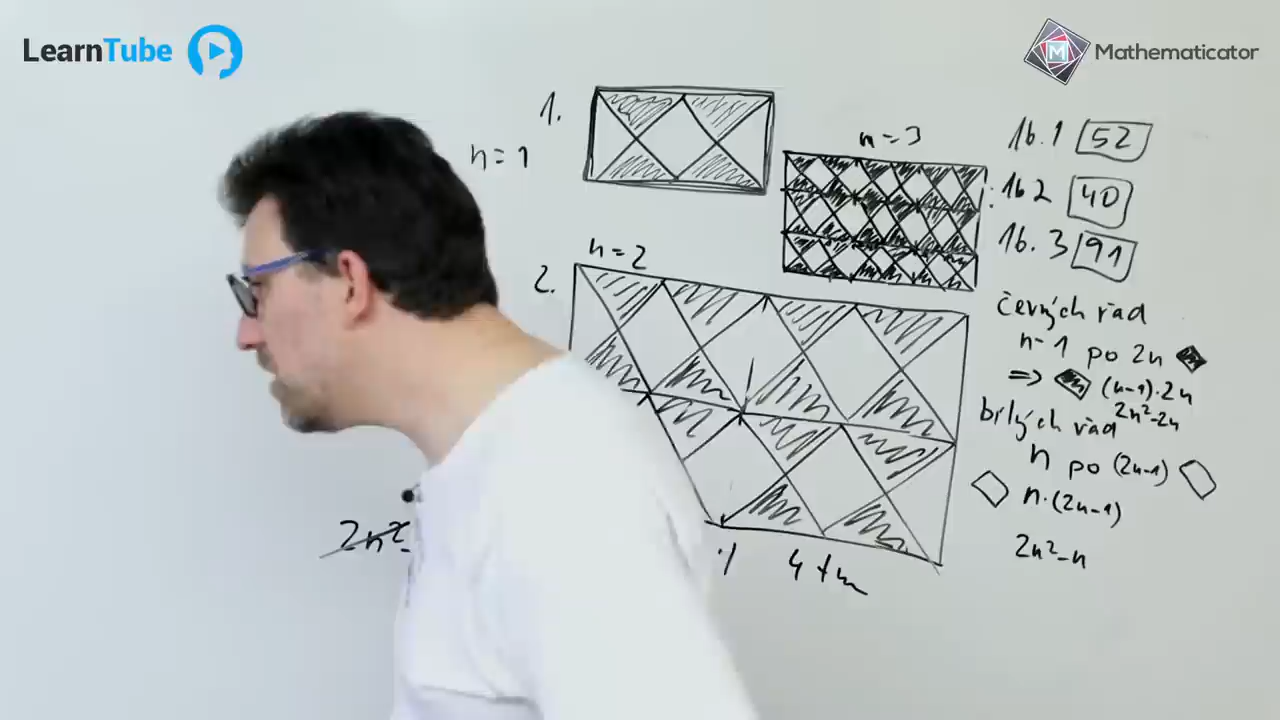 LearnTube
Mathematicator
1.
n=1
n=3
16.1 52
16.2 40
16.3 91
2.
n=2
černých řad
n-1 po 2n
⇒ (n-1).2n
2n²-2n
bílých řad
n po (2n-1)
n.(2n-1)
2n²-n
2n²-